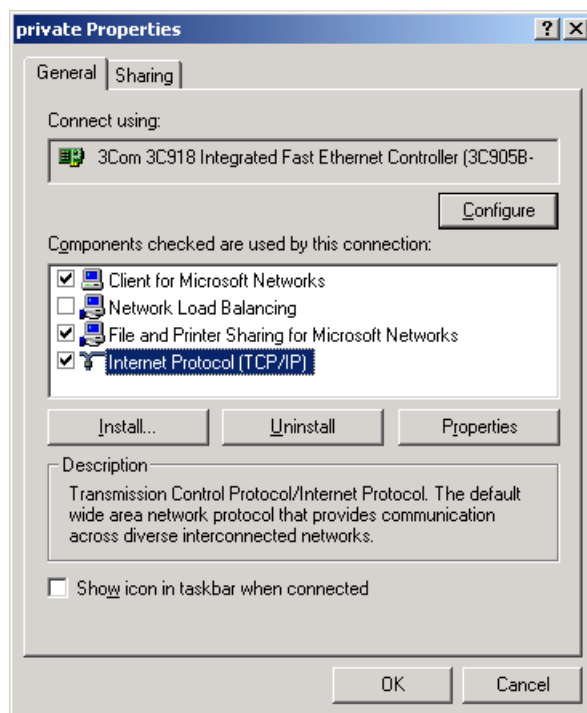 private Properties
General
Sharing
Connect using:
3Com 3C918 Integrated Fast Ethernet Controller (3C905B-
Configure
Components checked are used by this connection:
Client for Microsoft Networks
Network Load Balancing
File and Printer Sharing for Microsoft Networks
Internet Protocol (TCP/IP)
Install...
Uninstall
Properties
Description
Transmission Control Protocol/Internet Protocol. The default
wide area network protocol that provides communication
across diverse interconnected networks.
Show icon in taskbar when connected
OK
Cancel